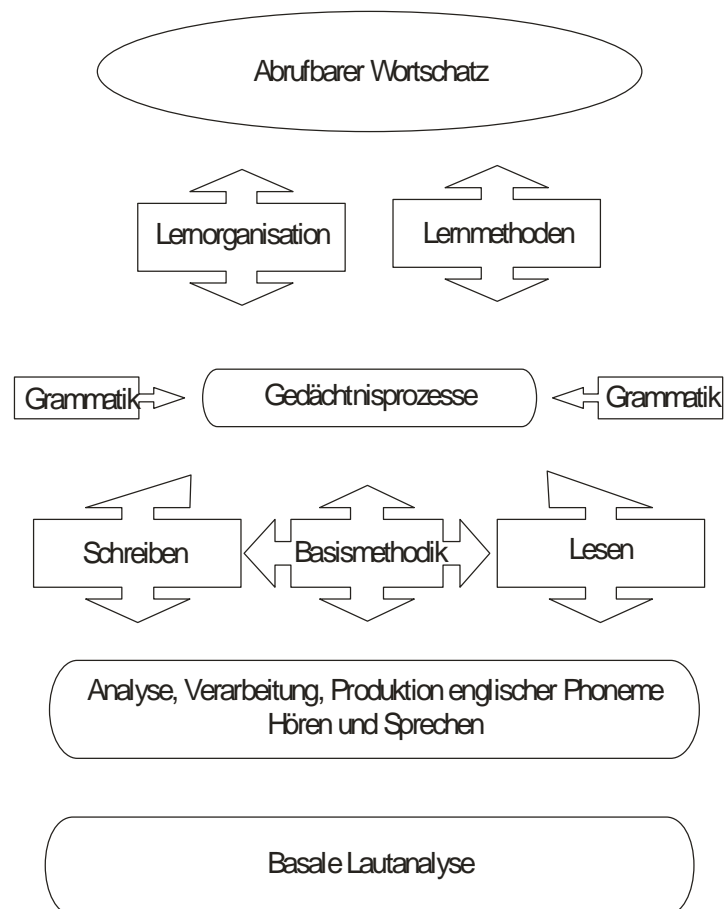 Abrufbarer Wortschatz
Lernorganisation
Lernmethoden
Grammatik
Gedächtnisprozesse
Grammatik
Schreiben
Basismethodik
Lesen
Analyse, Verarbeitung, Produktion englischer Phoneme
Hören und Sprechen
Basale Lautanalyse